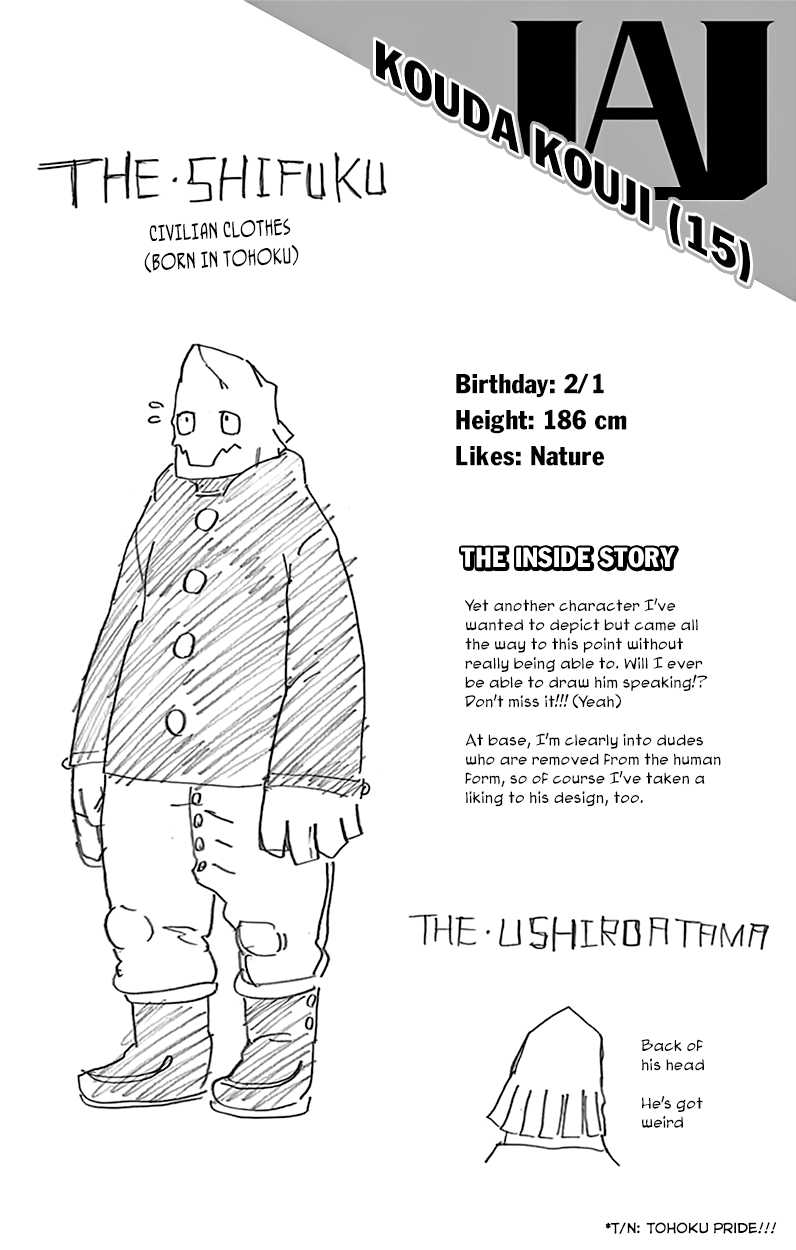 UA
KOUDA KOUJI (15)
THE·SHIFUKU
CIVILIAN CLOTHES
(BORN IN TOHOKU)
Birthday: 2/1
Height: 186 cm
Likes: Nature
THE INSIDE STORY
Yet another character I've
wanted to depict but came all
the way to this point without
really being able to. Will I ever
be able to draw him speaking!?
Don't miss it!!! (Yeah)
At base, I'm clearly into dudes
who are removed from the human
form, so of course I've taken a
liking to his design, too.
THE·USHIROATAMA
Back of
his head
He's got
weird
*T/N: TOHOKU PRIDE!!!